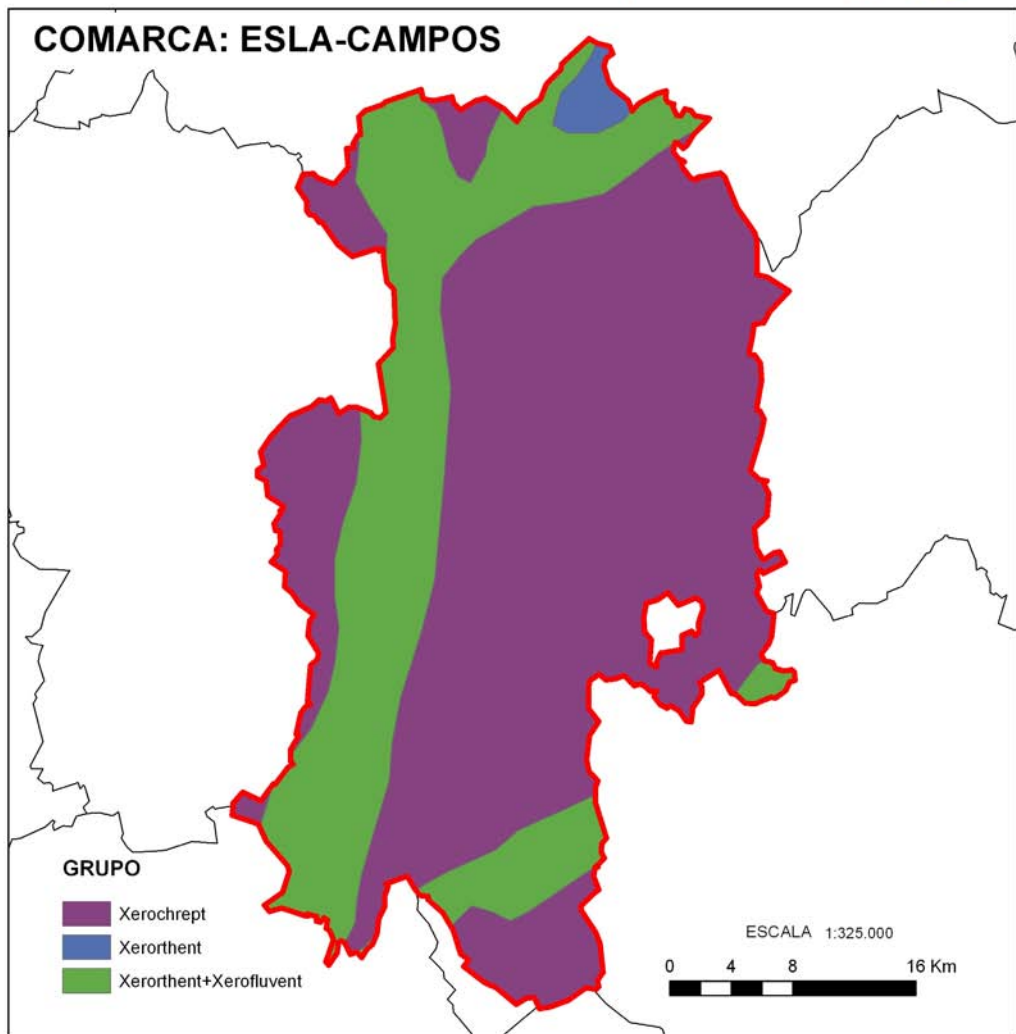 COMARCA: ESLA-CAMPOS
GRUPO
Xerochrept
Xerorthent
Xerorthent+Xerofluvent
ESCALA 1:325.000
0 4 8 16 Km